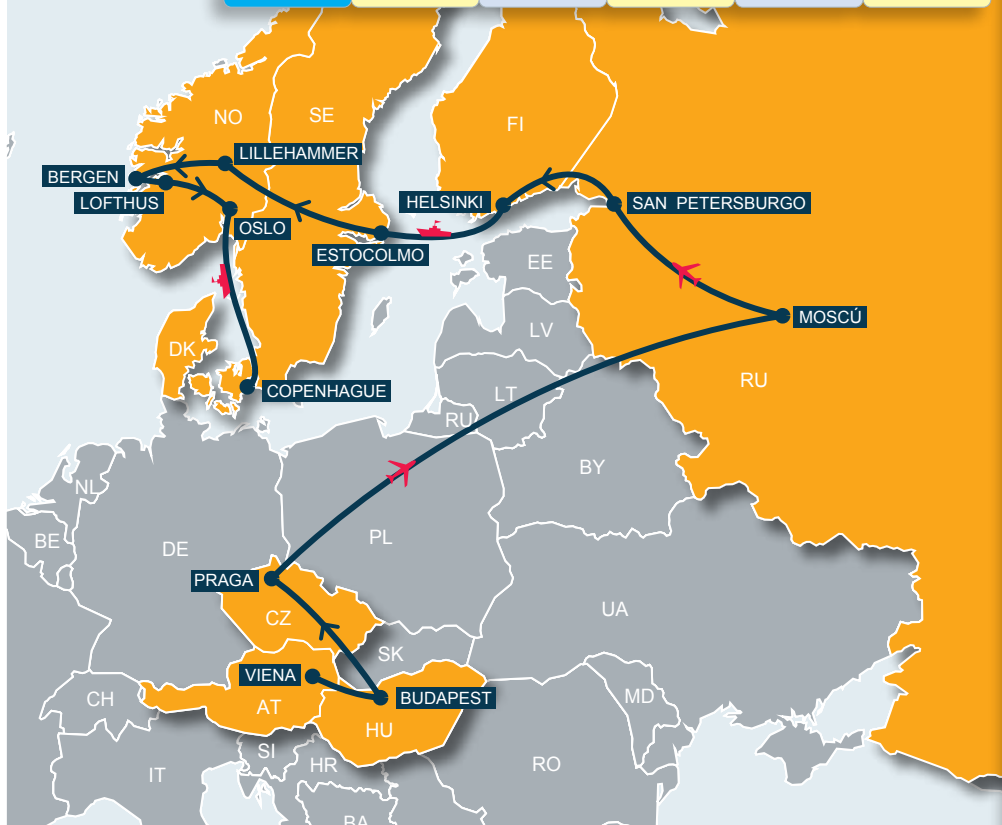 NO
SE
FI
LILLEHAMMER
BERGEN
LOFTHUS
HELSINKI
SAN PETERSBURGO
OSLO
ESTOCOLMO
EE
MOSCÚ
LV
DK
RU
COPENHAGUE
LT
RU
BY
NL
PL
BE
DE
PRAGA
UA
CZ
SK
VIENA
BUDAPEST
CH
MD
AT
HU
SI
HR
RO
IT
BA